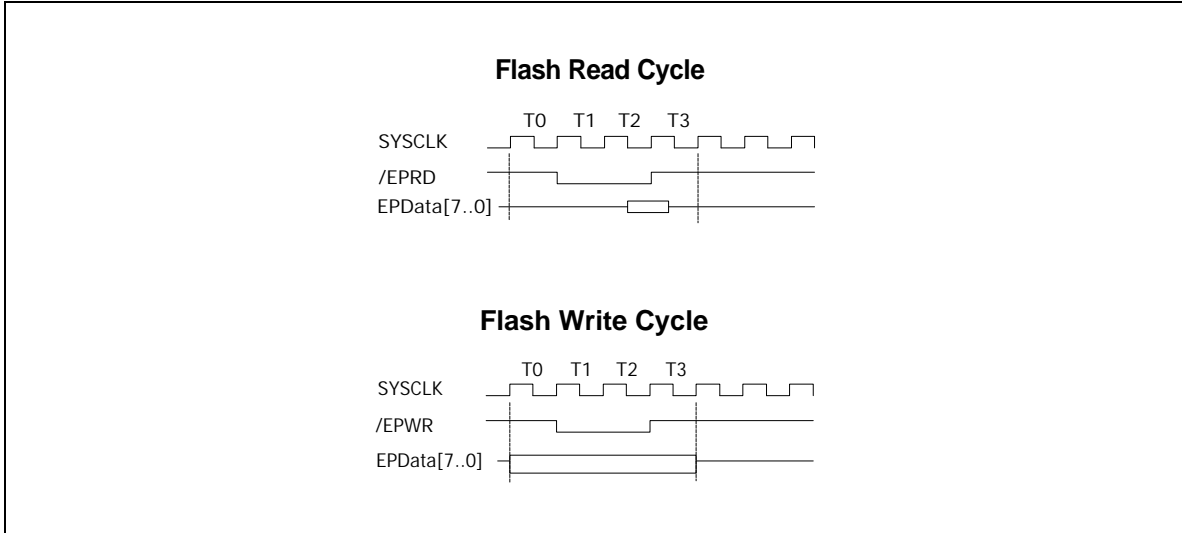 Flash Read Cycle
T0 T1 T2 T3
SYSCLK
/EPRD
EPData[7..0]
Flash Write Cycle
T0 T1 T2 T3
SYSCLK
/EPWR
EPData[7..0]